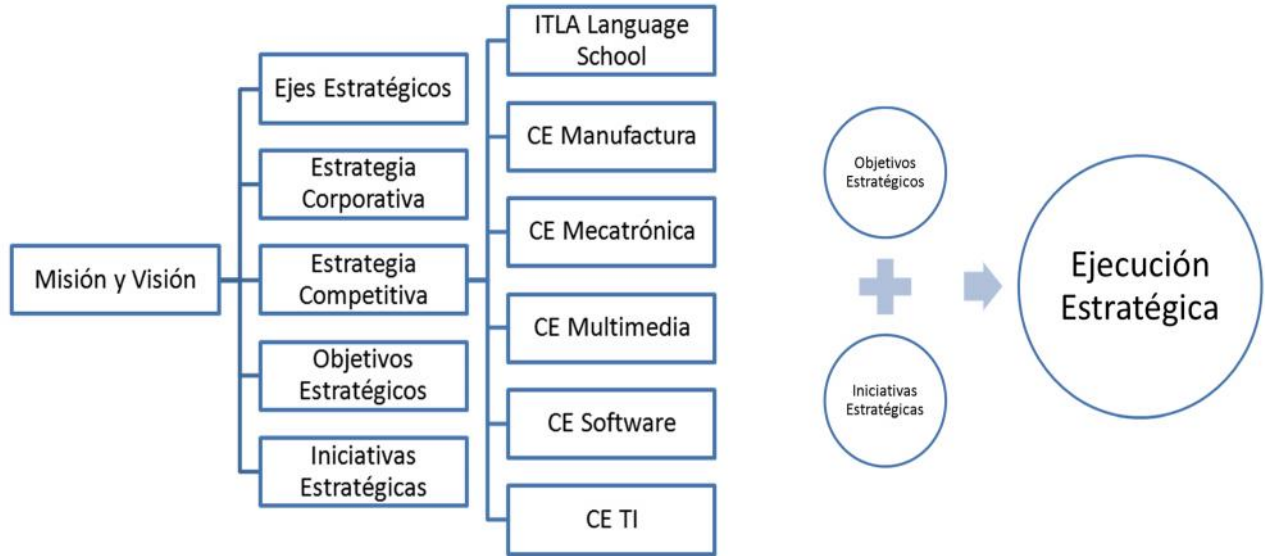 Misión y Visión
Ejes Estratégicos
Estrategia
Corporativa
Estrategia
Competitiva
Objetivos
Estratégicos
Iniciativas
Estratégicas
ITLA Language
School
CE Manufactura
CE Mecatrónica
CE Multimedia
CE Software
CE TI
Objetivos
Estratégicos
Iniciativas
Estratégicas
Ejecución
Estratégica